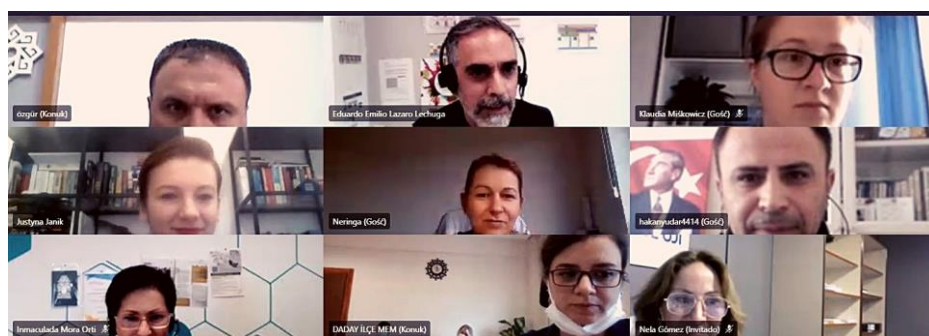 özgür (Konuk)
Eduardo Emilio Lazaro Lechuga
Klaudia Miśkowicz (Gość)
Justyna Janik
Neringa (Gość)
hakanyudar4414 (Gość)
Inmaculada Mora Orti
DADAY İLÇE MEM (Konuk)
Nela Gómez (Invitado)